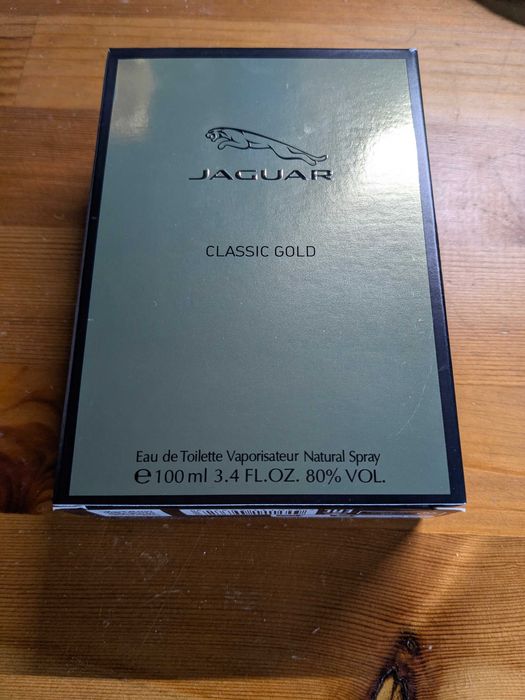 JAGUAR
CLASSIC GOLD
Eau de Toilette Vaporisateur Natural Spray
℮100 ml 3.4 FL.OZ. 80% VOL.